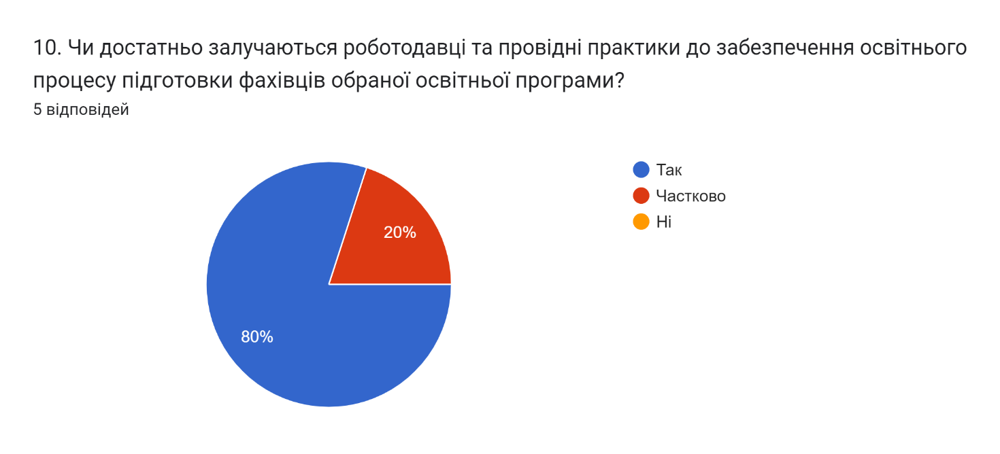 10. Чи достатньо залучаються роботодавці та провідні практики до забезпечення освітнього
процесу підготовки фахівців обраної освітньої програми?
5 відповідей
Так
Частково
Ні
20%
80%